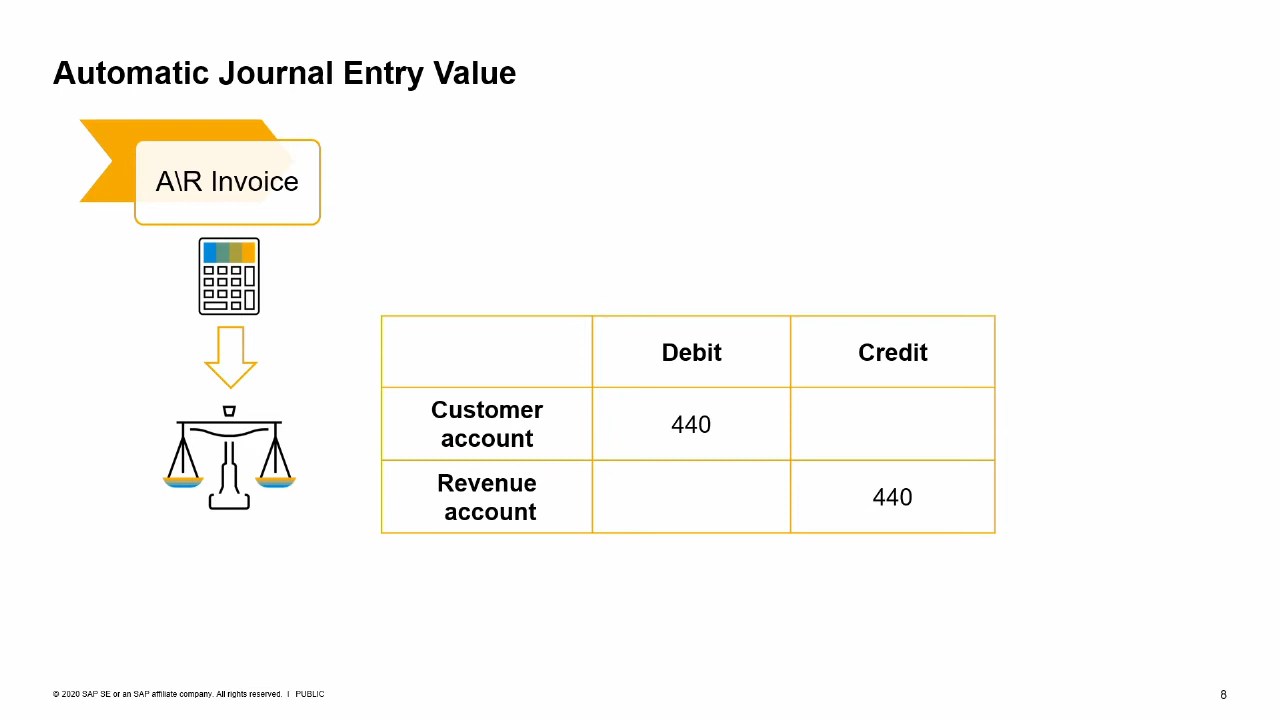 Automatic Journal Entry Value
A\R Invoice
Debit
Credit
Customer
account
440
Revenue
account
440
© 2020 SAP SE or an SAP affiliate company. All rights reserved. ǀ PUBLIC
8